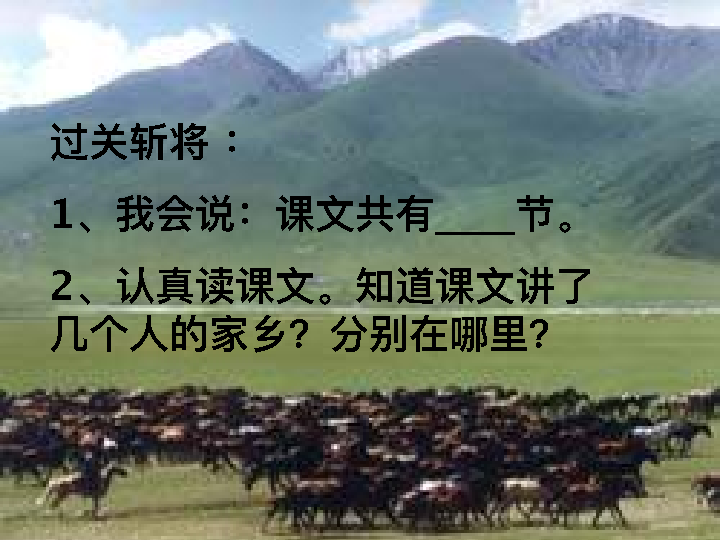 过关斩将：
1、我会说：课文共有____节。
2、认真读课文。知道课文讲了
几个人的家乡？分别在哪里？